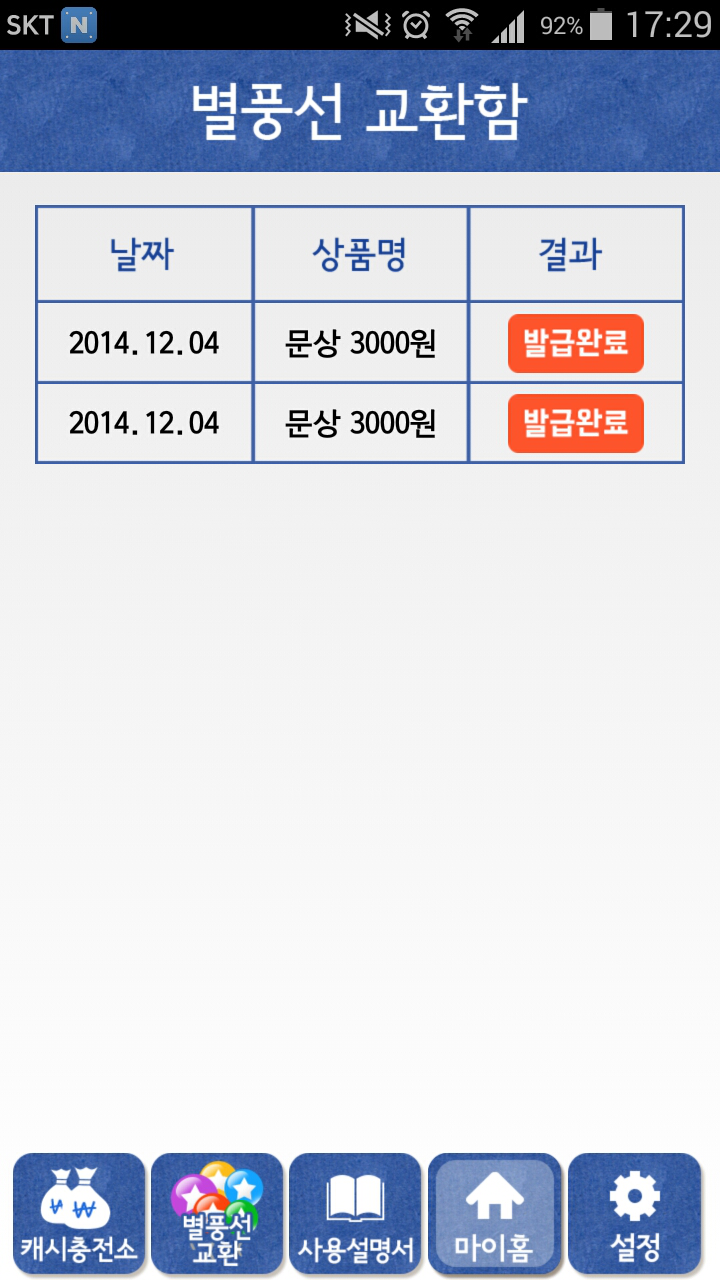 SKT N 92% 17:29
별풍선 교환함
날짜 상품명 결과
2014.12.04 문상 3000원 발급완료
2014.12.04 문상 3000원 발급완료
₩ ₩
캐시충전소 별풍선 교환 사용설명서 마이홈 설정